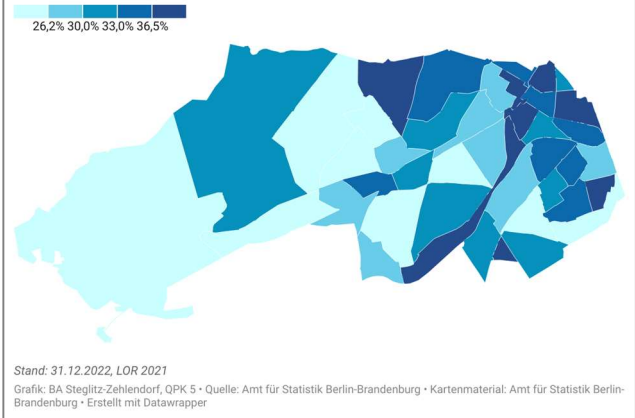 26,2% 30,0% 33,0% 36,5%
Stand: 31.12.2022, LOR 2021
Grafik: BA Steglitz-Zehlendorf, QPK 5 • Quelle: Amt für Statistik Berlin-Brandenburg • Kartenmaterial: Amt für Statistik Berlin-
Brandenburg • Erstellt mit Datawrapper